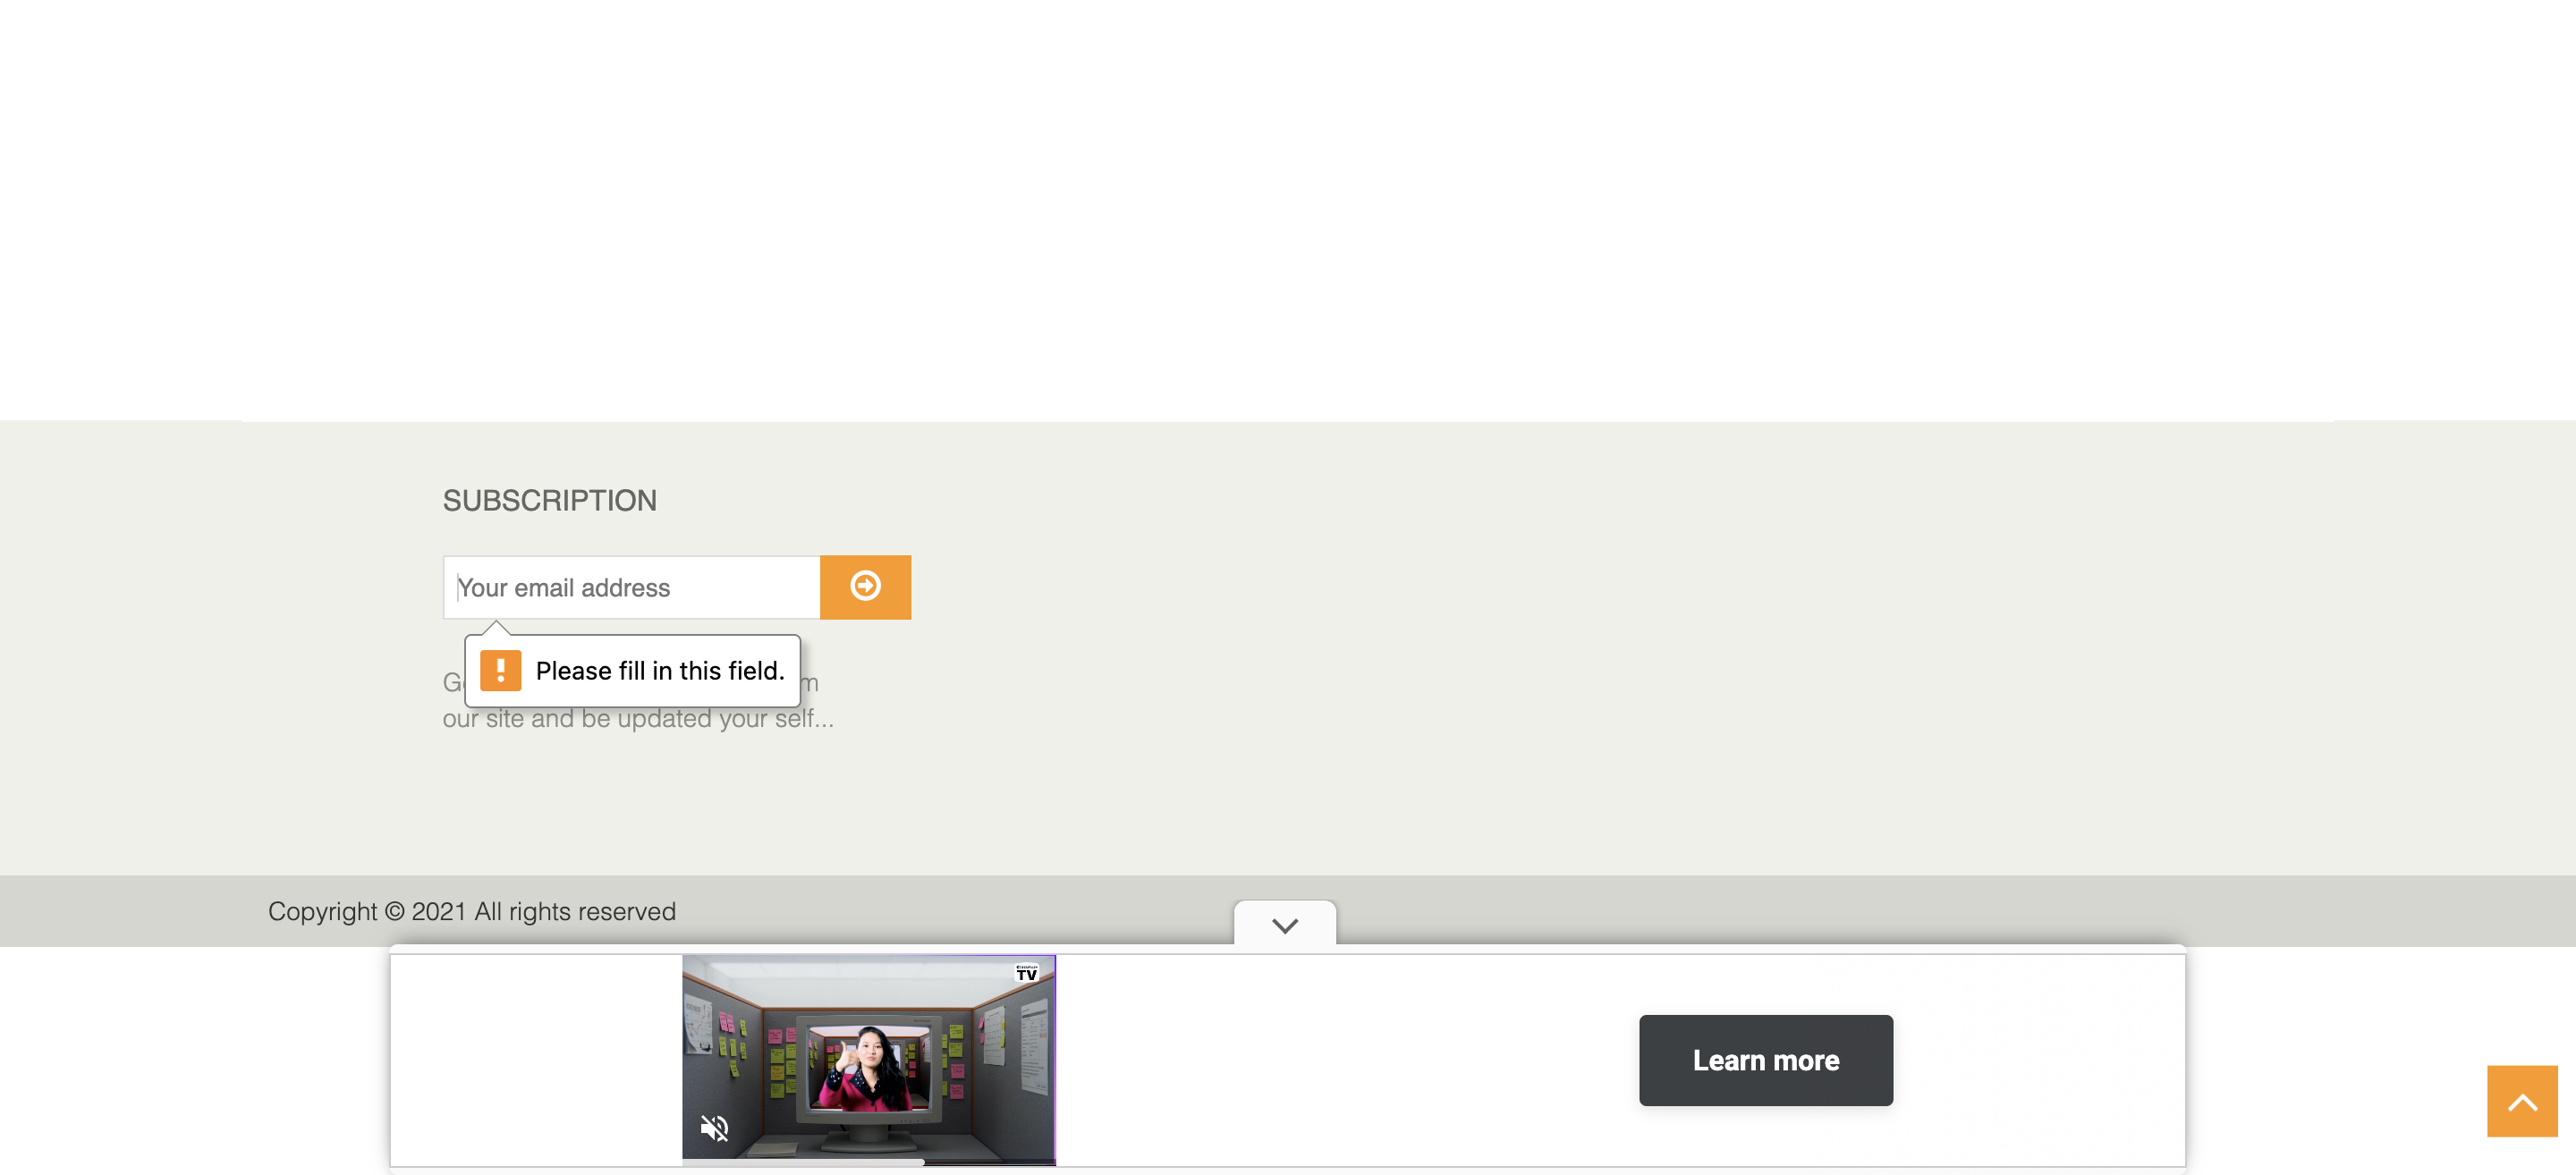 SUBSCRIPTION
Your email address
Please fill in this field.
our site and be updated your self...
Copyright © 2021 All rights reserved
TV
Learn more